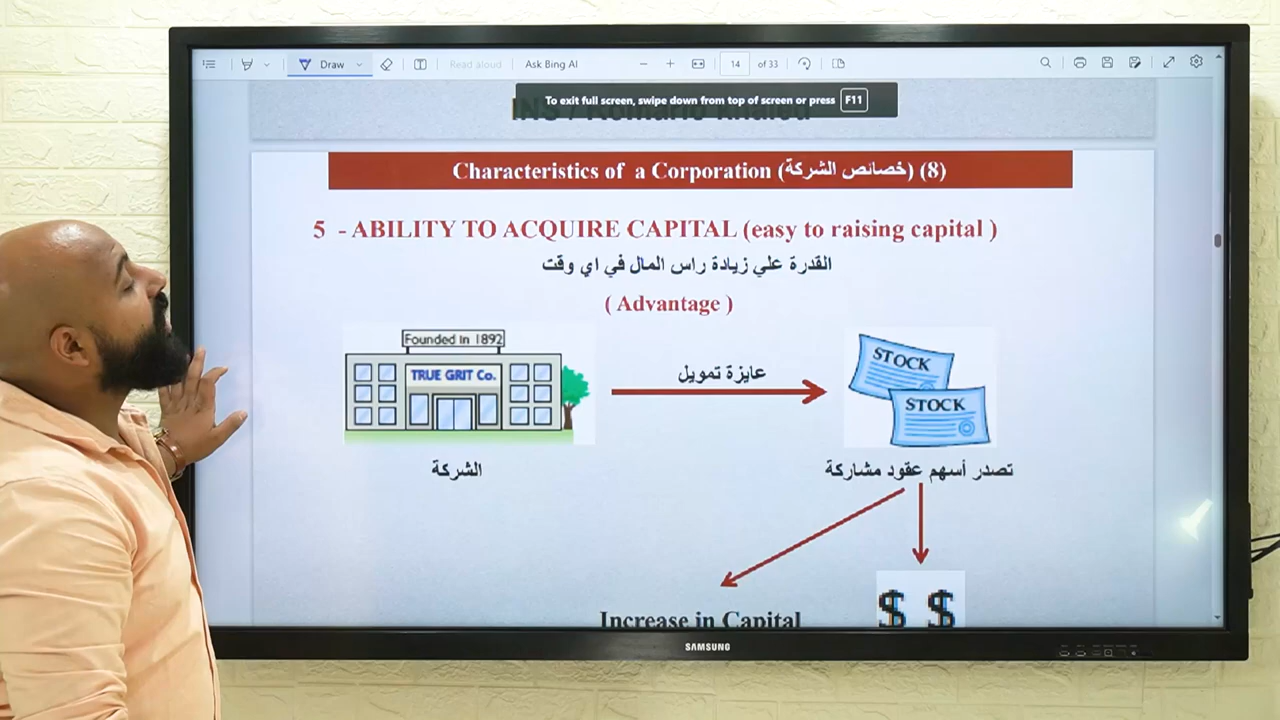 Draw
Read aloud
Ask Bing AI
14 of 33
To exit full screen, swipe down from top of screen or press F11
Characteristics of a Corporation (خصائص الشركة) (8)
5 - ABILITY TO ACQUIRE CAPITAL (easy to raising capital )
القدرة علي زيادة راس المال في اي وقت
( Advantage )
Founded in 1892
TRUE GRIT Co.
عايزة تمويل
STOCK
STOCK
الشركة
تصدر أسهم عقود مشاركة
Increase in Capital
$ $
SAMSUNG